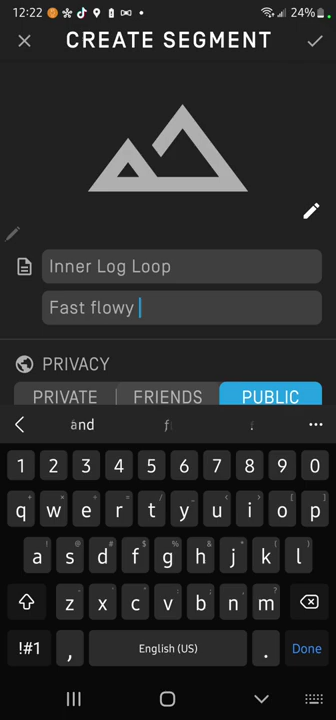 12:22 24%
CREATE SEGMENT
Inner Log Loop
Fast flowy
PRIVACY
PRIVATE FRIENDS PUBLIC
and
1 2 3 4 5 6 7 8 9 0
q w e r t y u i o p
a s d f g h j k l
z x c v b n m
!#1 , English (US) . Done